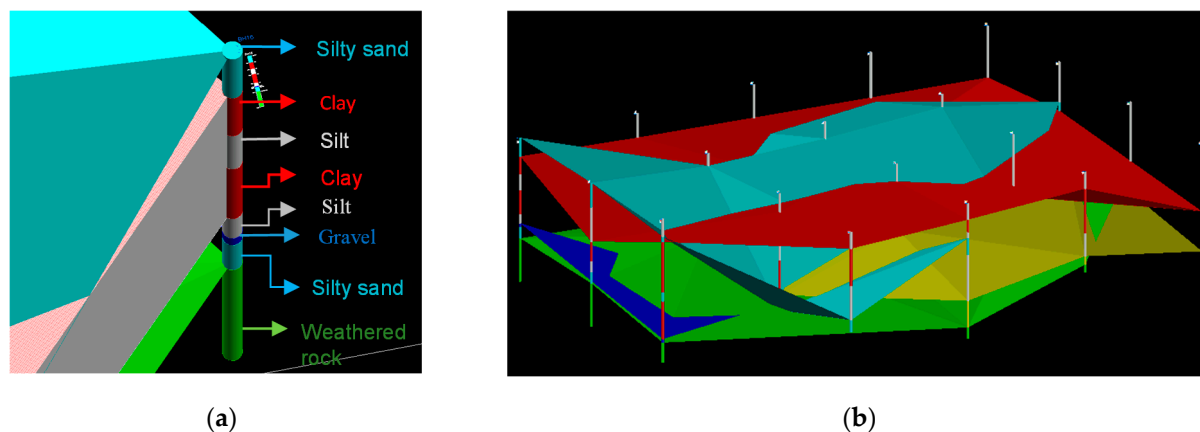 Silty sand
Clay
Silt
Clay
Silt
Gravel
Silty sand
Weathered
rock
(a)
(b)